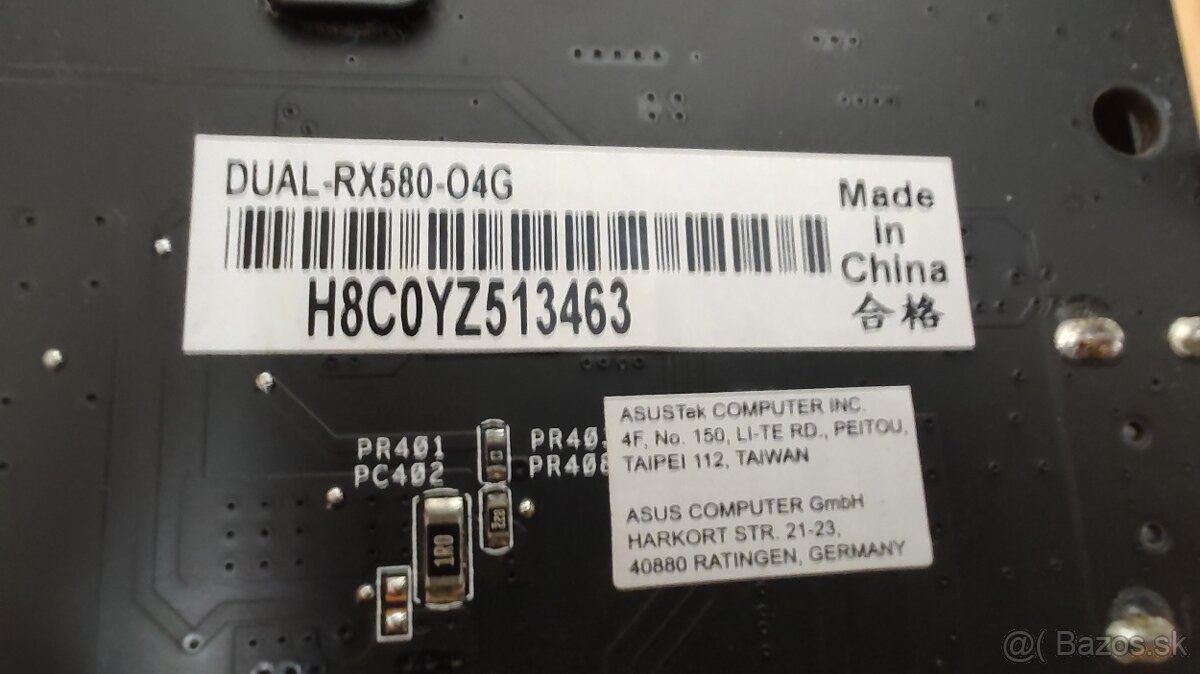 DUAL-RX580-O4G
H8C0YZ513463
Made
in
China
合格
PR401
PC402
1R0
ASUSTek COMPUTER INC.
4F, No. 150, LI-TE RD., PEITOU,
TAIPEI 112, TAIWAN
ASUS COMPUTER GmbH
HARKORT STR. 21-23,
40880 RATINGEN, GERMANY
@( Bazos.sk